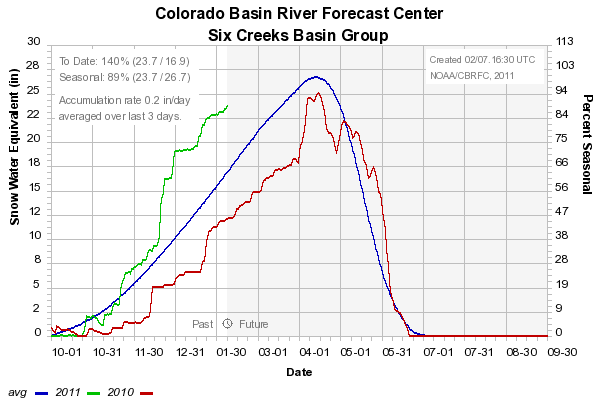 Colorado Basin River Forecast Center
Six Creeks Basin Group
To Date: 140% (23.7 / 16.9)
Seasonal: 89% (23.7 / 26.7)
Accumulation rate 0.2 in/day
averaged over last 3 days.
Created 02/07.16:30 UTC
NOAA/CBRFC, 2011
Snow Water Equivalent (in)
30
28
25
22
20
18
15
12
10
8
5
2
0
Percent Seasonal
113
103
94
84
75
66
56
47
38
28
19
9
0
Past Future
10-01 10-31 11-30 12-31 01-30 03-01 04-01 05-01 05-31 07-01 07-31 08-30 09-30
Date
avg 2011 2010